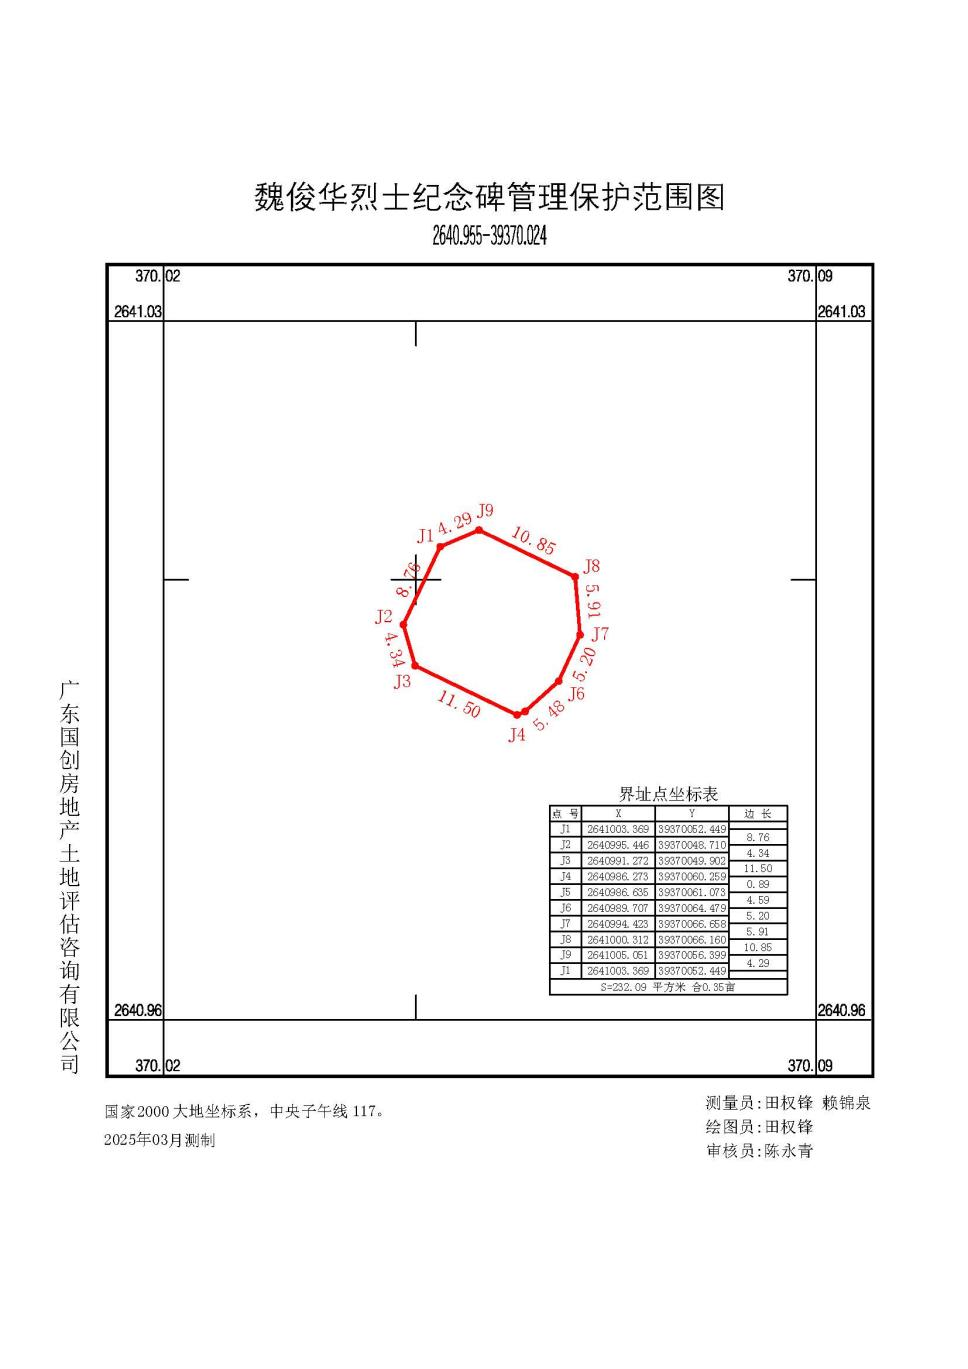 魏俊华烈士纪念碑管理保护范围图
2640.955-39370.024
370.02
370.09
2641.03
2641.03
J9
4.29
J1
10.85
J8
8.76
5.91
J2
J7
4.34
5.20
J3
J6
11.50
5.48
J4
广东国创房地产土地评估咨询有限公司
界址点坐标表
点 号 X Y 边 长
J1 2641003.369 39370052.449
8.76
J2 2640995.446 39370048.710
4.34
J3 2640991.272 39370049.902
11.50
J4 2640986.273 39370060.259
0.89
J5 2640986.635 39370061.073
4.59
J6 2640989.707 39370064.479
5.20
J7 2640994.423 39370066.658
5.91
J8 2641000.312 39370066.160
10.85
J9 2641005.051 39370056.399
4.29
J1 2641003.369 39370052.449
S=232.09 平方米 合0.35亩
2640.96
2640.96
370.02
370.09
国家2000大地坐标系，中央子午线117。
2025年03月测制
测量员:田权锋 赖锦泉
绘图员:田权锋
审核员:陈永青